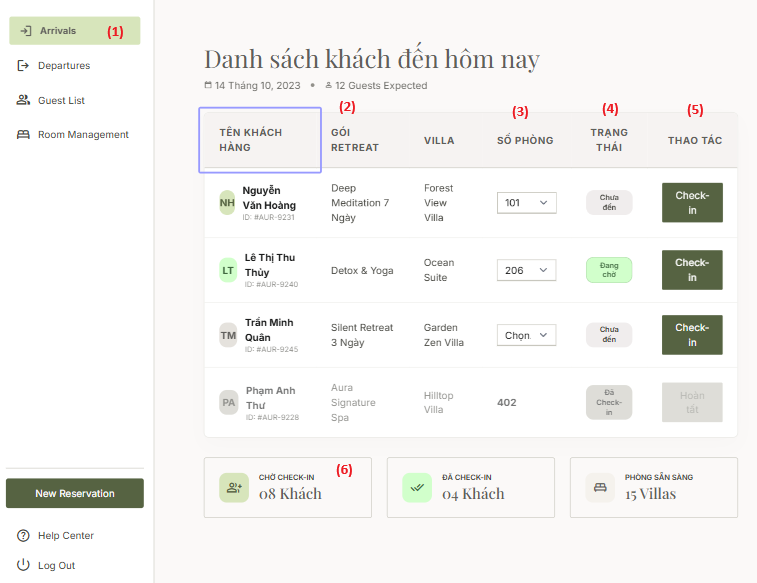 Arrivals
(1)
Departures
Guest List
Room Management
New Reservation
Help Center
Log Out
Danh sách khách đến hôm nay
14 Tháng 10, 2023 • 12 Guests Expected
(2)
(3)
(4)
(5)
TÊN KHÁCH
HÀNG
GÓI
RETREAT
VILLA
SỐ PHÒNG
TRẠNG
THÁI
THAO TÁC
NH
Nguyễn
Văn Hoàng
ID: #AUR-9231
Deep
Meditation 7
Ngày
Forest
View
Villa
101
Chưa
đến
Check-
in
LT
Lê Thị Thu
Thủy
ID: #AUR-9240
Detox & Yoga
Ocean
Suite
206
Đang
chờ
Check-
in
TM
Trần Minh
Quân
ID: #AUR-9245
Silent Retreat
3 Ngày
Garden
Zen Villa
Chọn
Chưa
đến
Check-
in
PA
Phạm Anh
Thư
ID: #AUR-9228
Aura
Signature
Spa
Hilltop
Villa
402
Đã
Check-
in
Hoàn
tất
CHỜ CHECK-IN
(6)
08 Khách
ĐÃ CHECK-IN
04 Khách
PHÒNG SẴN SÀNG
15 Villas